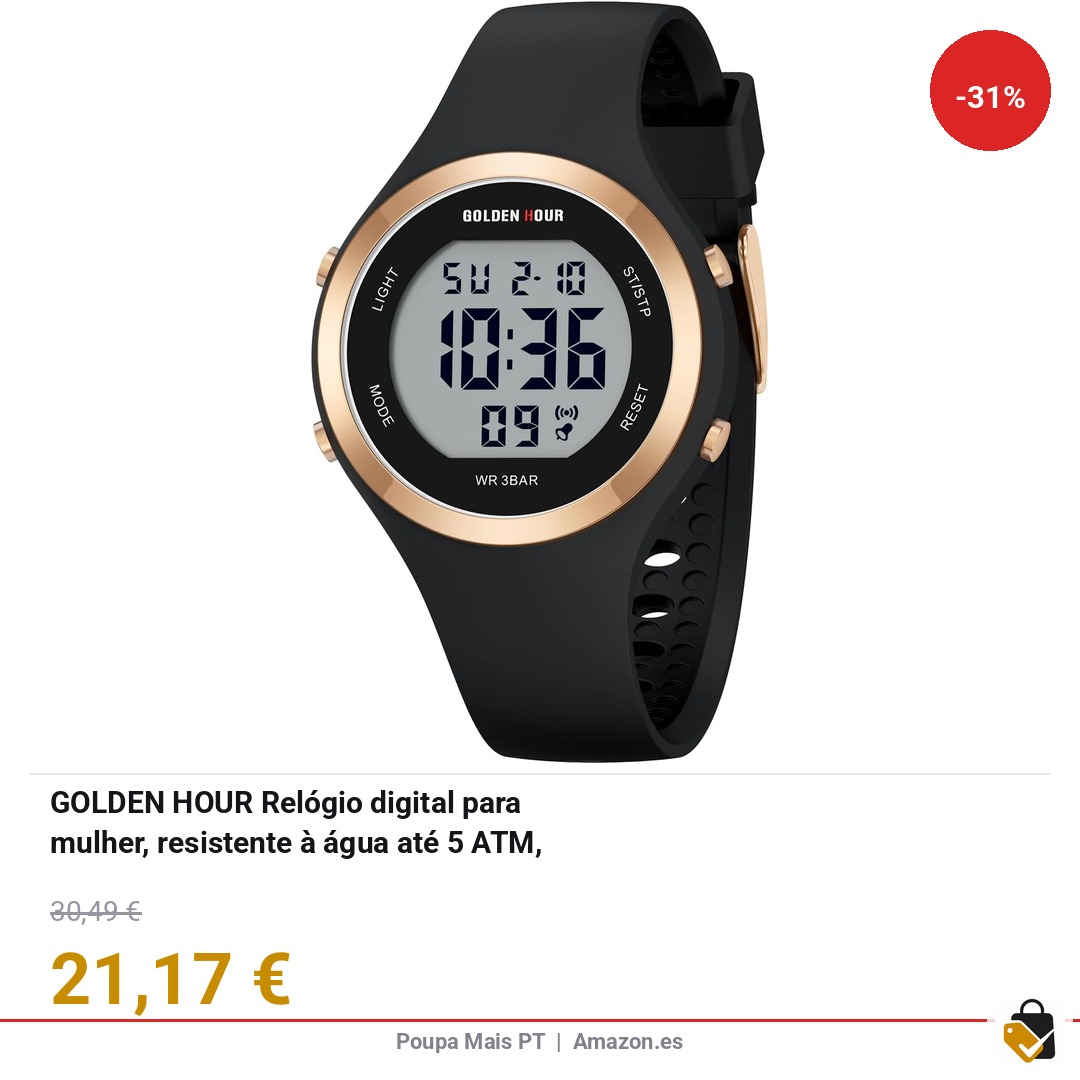 -31%
GOLDEN HOUR
LIGHT
ST/STP
SU 2-10
10:36
09
MODE
RESET
WR 3BAR
GOLDEN HOUR Relógio digital para
mulher, resistente à água até 5 ATM,
30,49 €
21,17 €
Poupa Mais PT | Amazon.es